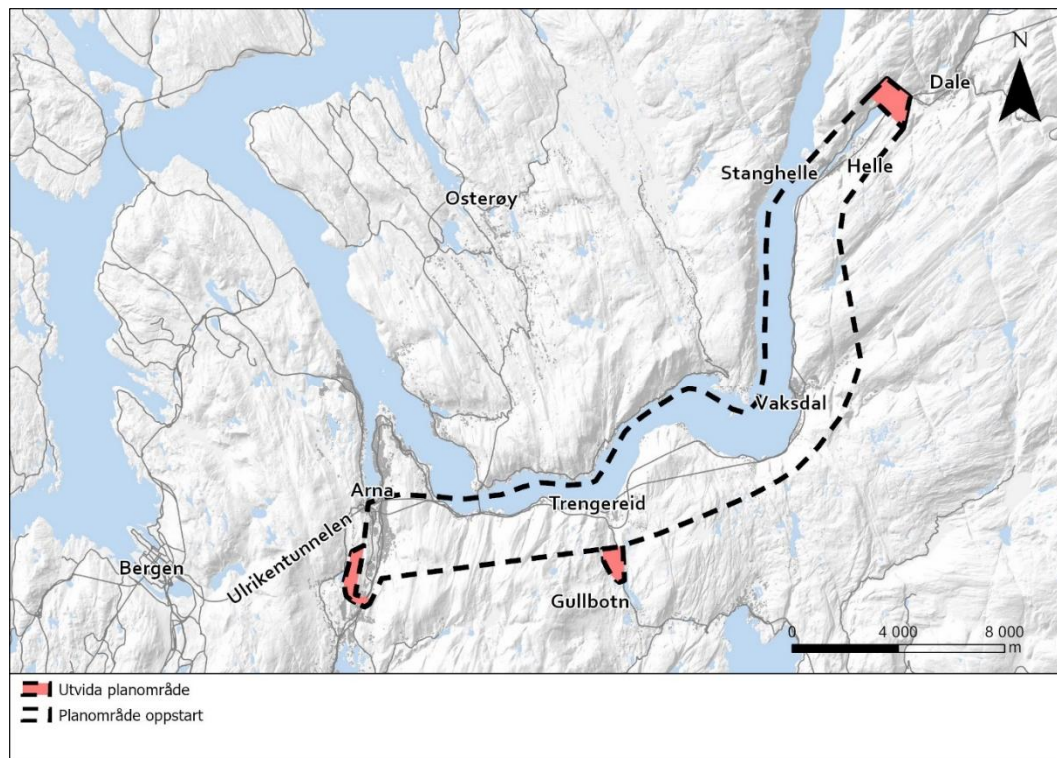 N
Dale
Stanghelle
Helle
Osterøy
Vaksdal
Arna
Trengereid
Ulrikentunnelen
Bergen
Gullbotn
0 4 000 8 000
m
Utvida planområde
Planområde oppstart